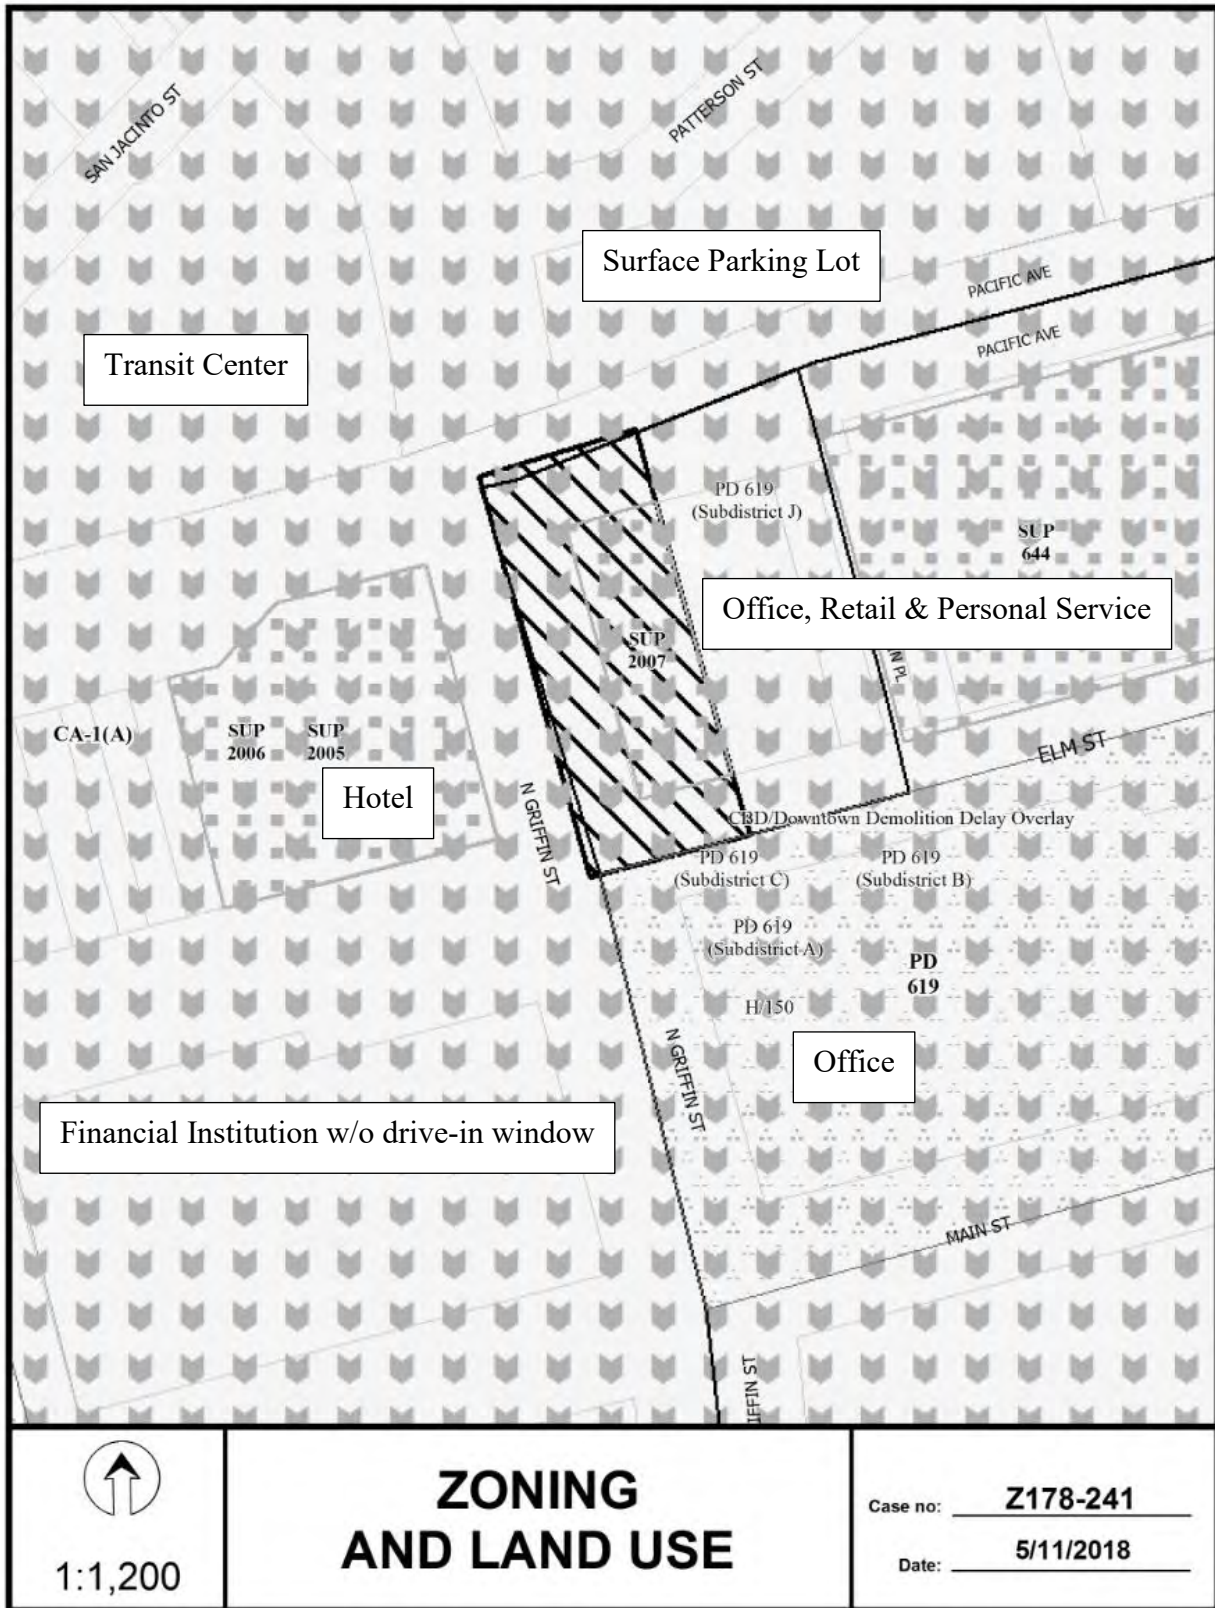 SAN JACINTO ST
PATTERSON ST
Surface Parking Lot
PACIFIC AVE
PACIFIC AVE
Transit Center
PD 619
(Subdistrict J)
SUP
644
Office, Retail & Personal Service
SUP
2007
N PL
CA-1(A)
SUP
2006
SUP
2005
Hotel
ELM ST
N GRIFFIN ST
CBD/Downtown Demolition Delay Overlay
PD 619
(Subdistrict C)
PD 619
(Subdistrict B)
PD 619
(Subdistrict A)
PD
619
H/150
Office
N GRIFFIN ST
Financial Institution w/o drive-in window
MAIN ST
IFFIN ST
1:1,200
ZONING
AND LAND USE
Case no: Z178-241
Date: 5/11/2018